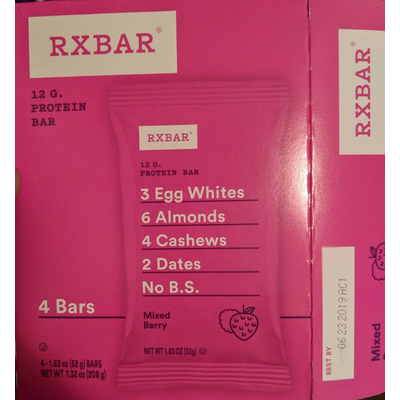 RXBAR®
12 G.
PROTEIN
BAR
RXBAR
12 G.
PROTEIN BAR
3 Egg Whites
6 Almonds
4 Cashews
2 Dates
No B.S.
Mixed
Berry
NET WT 1.83 OZ (52g) U
4 Bars
U
4 - 1.83 oz (52 g) BARS
NET WT 7.32 oz (208 g)
RXBAR®
BEST BY
06232019AC1
Mixed